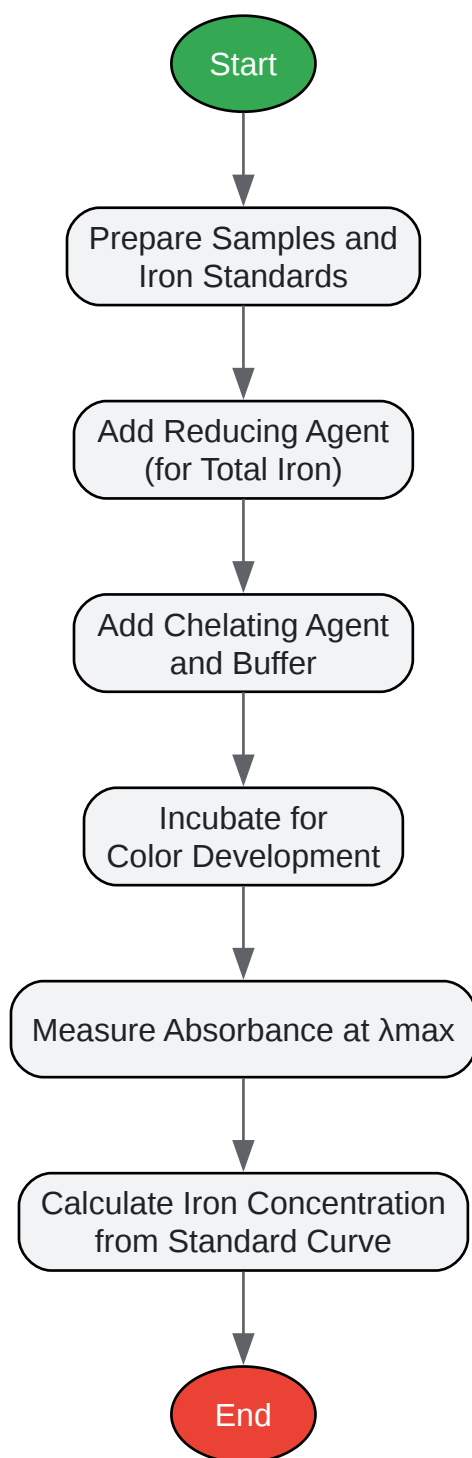 Start
Prepare Samples and
Iron Standards
Add Reducing Agent
(for Total Iron)
Add Chelating Agent
and Buffer
Incubate for
Color Development
Measure Absorbance at λmax
Calculate Iron Concentration
from Standard Curve
End